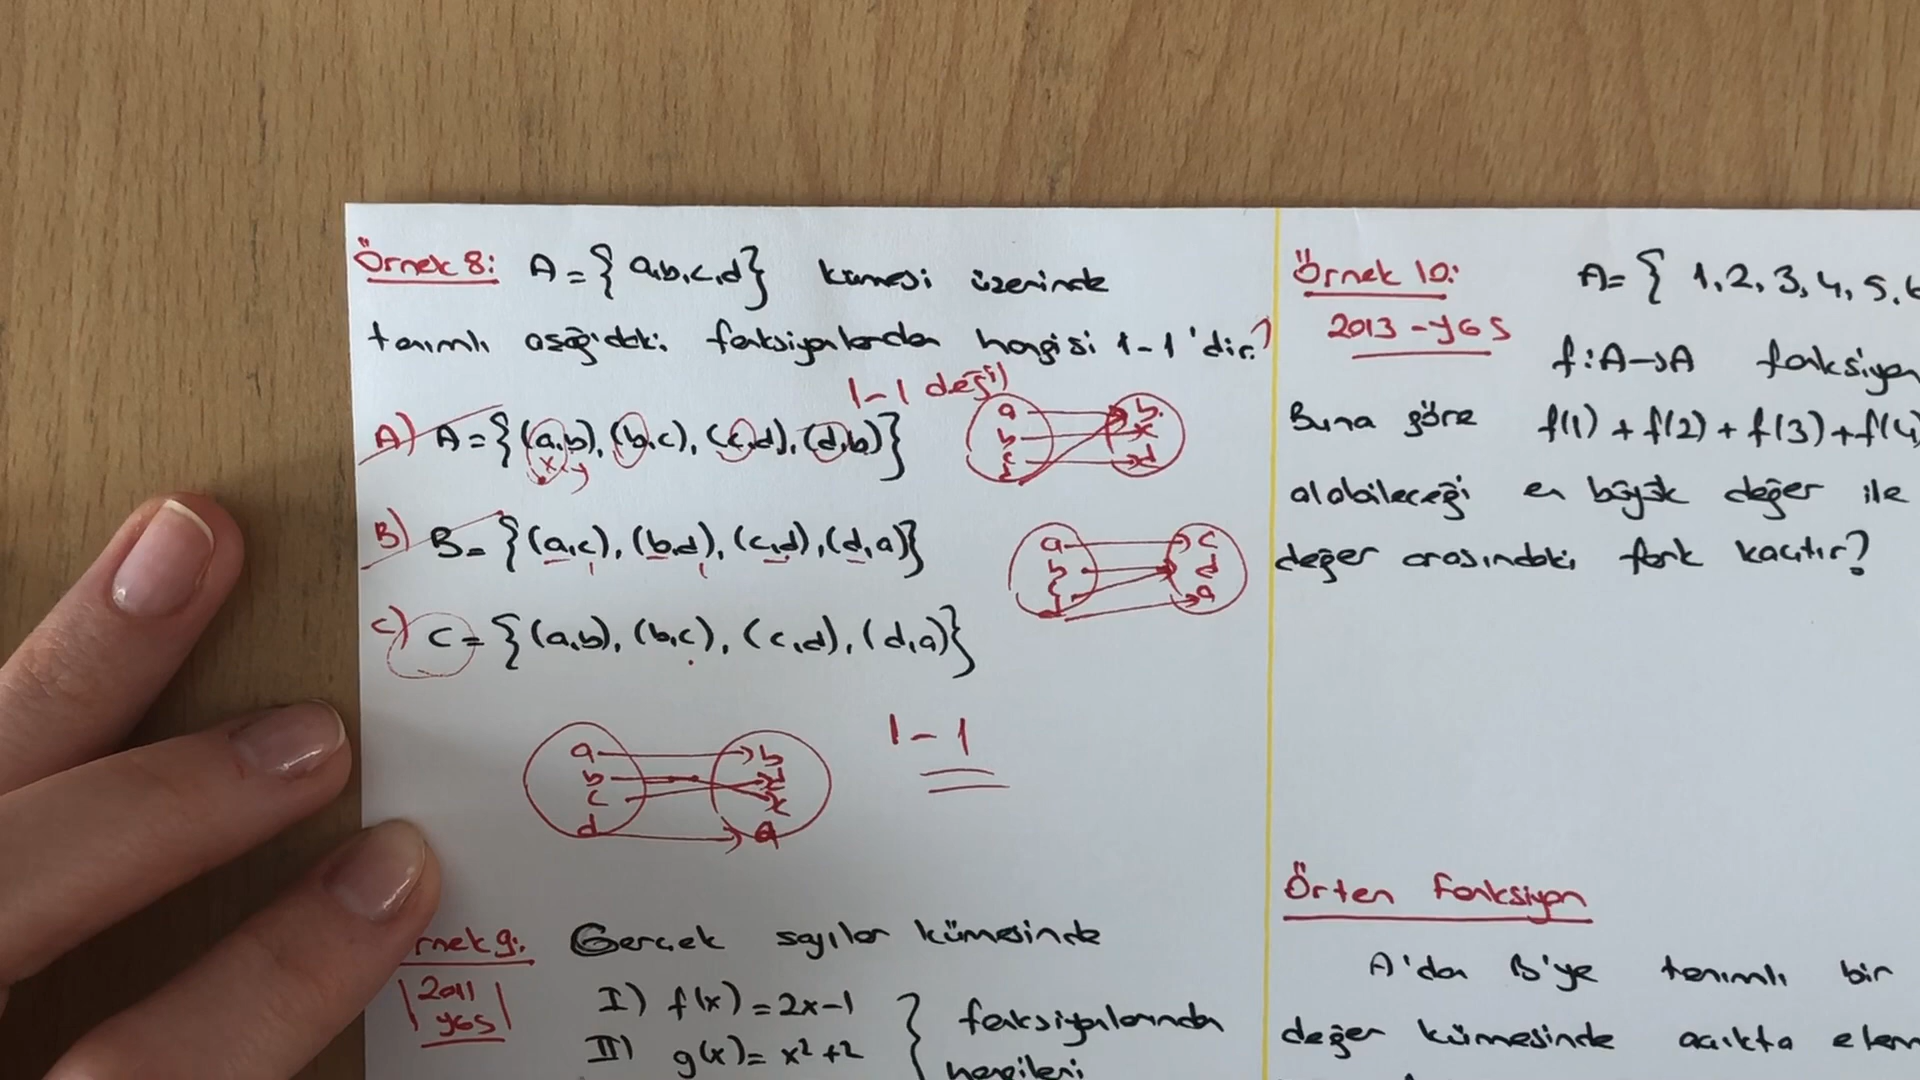 Örnek 8: A = { a,b,c,d} kümesi üzerinde
tanımlı aşağıdaki fonksiyonlardan hangisi 1-1'dir?
1-1 değil
A) A = {(a,b), (b,c), (c,d), (d,b)}
x y
a b
b c
c d
B) B = {(a,c), (b,d), (c,d), (d,a)}
a c
b d
a
C) C = {(a,b), (b,c), (c,d), (d,a)}
a b
b d
c c
d a
1-1
rnek 9: Gerçek sayılar kümesinde
2011 YGS
I) f(x) = 2x-1
II) g(x) = x²+2
fonksiyonlarından
hangileri
Örnek 10: A = { 1, 2, 3, 4, 5, 6
2013 - YGS
f: A→A fonksiyon
Buna göre f(1) + f(2) + f(3) + f(4)
alabileceği en büyük değer ile
değer arasındaki fark kaçtır?
Örten Fonksiyon
A'dan B'ye tanımlı bir
değer kümesinde açıkta elem